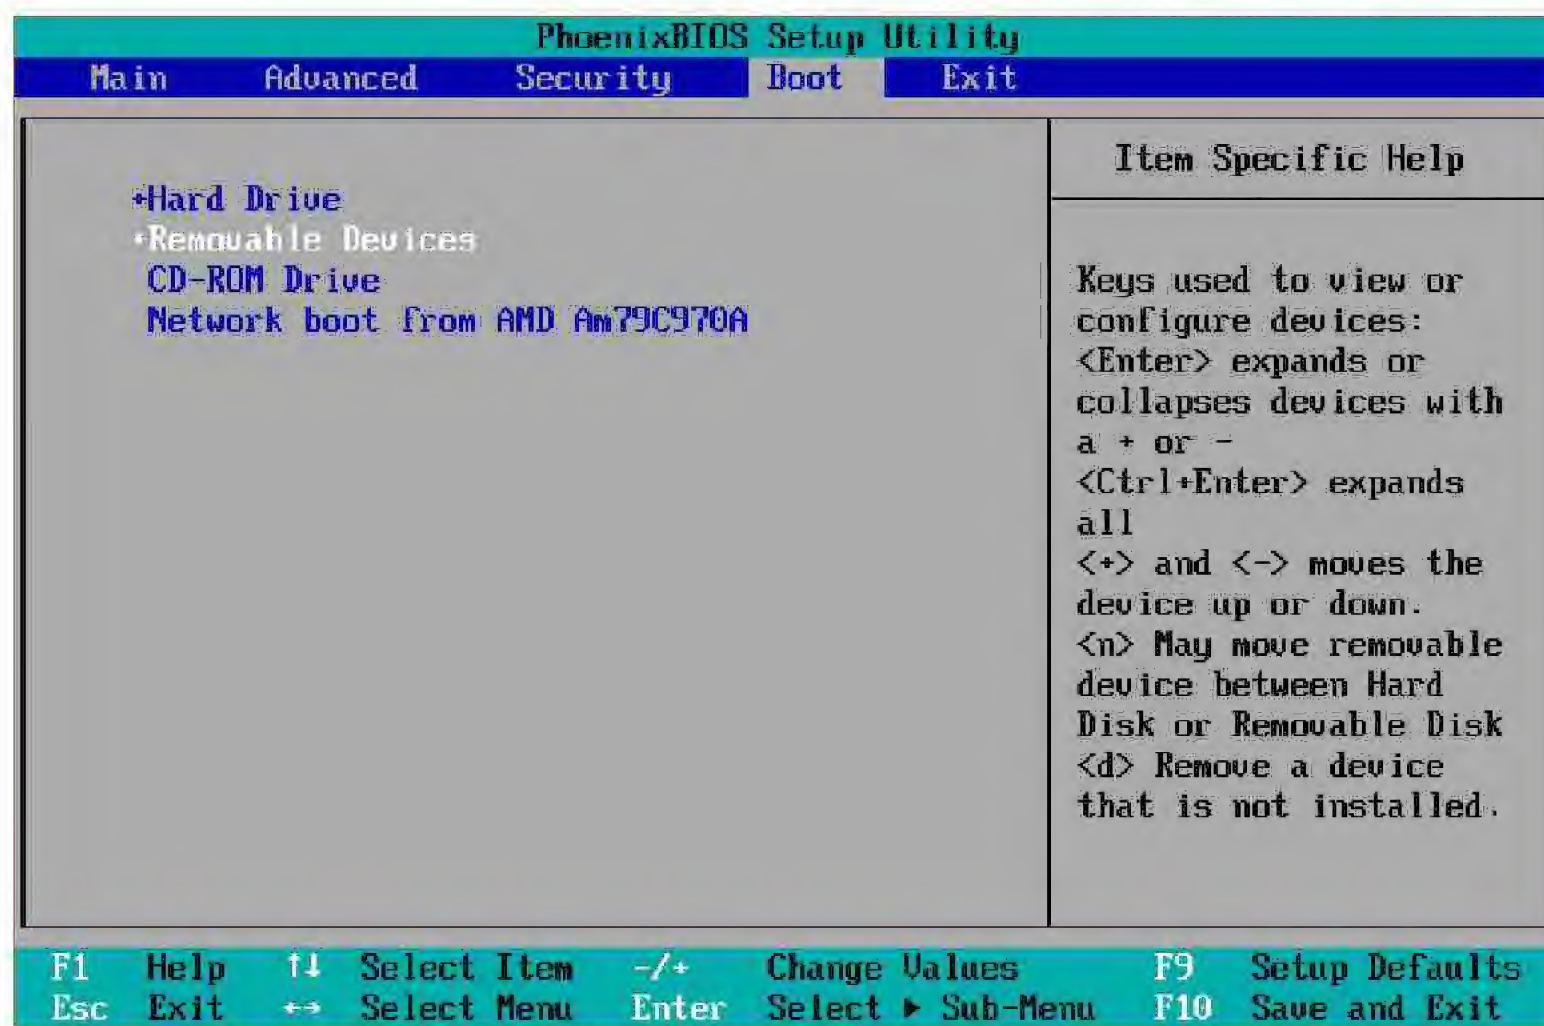 PhoenixBIOS Setup Utility
Main Advanced Security Boot Exit
+Hard Drive
+Removable Devices
CD-ROM Drive
Network boot from AMD Am79C970A
Item Specific Help
Keys used to view or
configure devices:
<Enter> expands or
collapses devices with
a + or -
<Ctrl+Enter> expands
all
<+> and <-> moves the
device up or down.
<n> May move removable
device between Hard
Disk or Removable Disk
<d> Remove a device
that is not installed.
F1 Help ↑↓ Select Item -/+ Change Values F9 Setup Defaults
Esc Exit ↔ Select Menu Enter Select ▶ Sub-Menu F10 Save and Exit